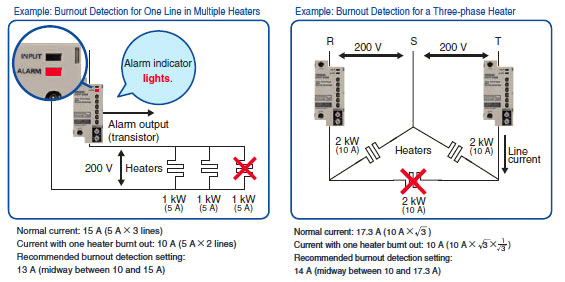 Example: Burnout Detection for One Line in Multiple Heaters
INPUT
ALARM
Alarm indicator
lights.
Alarm output
(transistor)
200 V
Heaters
1 kW
(5 A)
1 kW
(5 A)
1 kW
(5 A)
Normal current: 15 A (5 A × 3 lines)
Current with one heater burnt out: 10 A (5 A × 2 lines)
Recommended burnout detection setting:
13 A (midway between 10 and 15 A)
Example: Burnout Detection for a Three-phase Heater
R
S
T
200 V
200 V
2 kW
(10 A)
Heaters
2 kW
(10 A)
Line
current
2 kW
(10 A)
Normal current: 17.3 A (10 A × √3)
Current with one heater burnt out: 10 A (10 A × √3 × 1/√3)
Recommended burnout detection setting:
14 A (midway between 10 and 17.3 A)